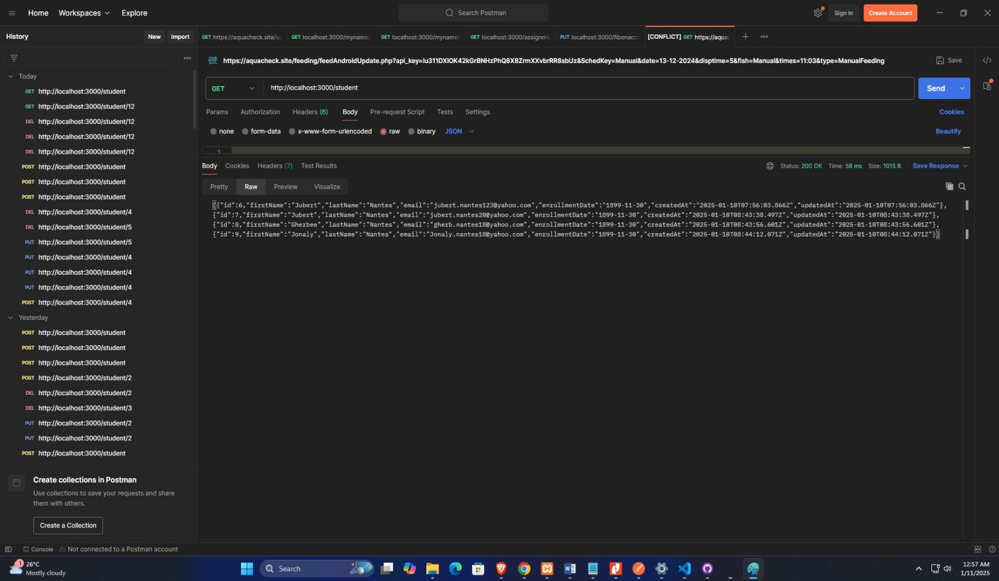 Home Workspaces Explore
Search Postman
Sign In Create Account
History New Import
GET https://aquacheck.site/se GET localhost:3000/myname/ GET localhost:3000/myname/ GET localhost:3000/assignme PUT localhost:3000/fibonacci [CONFLICT] GET https://aqua
HTTP https://aquacheck.site/feeding/feedAndroidUpdate.php?api_key=iu311DXIOK42kGrBNHzPhQ8X8ZrmXXvbrRR8sbUz&SchedKey=Manual&date=13-12-2024&disptime=5&fish=Manual&times=11:03&type=ManualFeeding Save
GET http://localhost:3000/student Send
Params Authorization Headers (6) Body Pre-request Script Tests Settings Cookies
none form-data x-www-form-urlencoded raw binary JSON Beautify
1
Body Cookies Headers (7) Test Results Status: 200 OK Time: 58 ms Size: 1015 B Save Response
Pretty Raw Preview Visualize
[{"id":6,"firstName":"Jubert","lastName":"Nantes","email":"jubert.nantes123@yahoo.com","enrollmentDate":"1899-11-30","createdAt":"2025-01-10T07:56:03.866Z","updatedAt":"2025-01-10T07:56:03.866Z"},
{"id":7,"firstName":"Jubert","lastName":"Nantes","email":"jubert.nantes20@yahoo.com","enrollmentDate":"1899-11-30","createdAt":"2025-01-10T08:43:38.497Z","updatedAt":"2025-01-10T08:43:38.497Z"},
{"id":8,"firstName":"Gherbee","lastName":"Nantes","email":"gherb.nantes18@yahoo.com","enrollmentDate":"1899-11-30","createdAt":"2025-01-10T08:43:56.601Z","updatedAt":"2025-01-10T08:43:56.601Z"},
{"id":9,"firstName":"Jonaly","lastName":"Nantes","email":"Jonaly.nantes18@yahoo.com","enrollmentDate":"1899-11-30","createdAt":"2025-01-10T08:44:12.071Z","updatedAt":"2025-01-10T08:44:12.071Z"}]
Today
GET http://localhost:3000/student
GET http://localhost:3000/student/12
DEL http://localhost:3000/student/12
DEL http://localhost:3000/student/12
DEL http://localhost:3000/student/12
POST http://localhost:3000/student
POST http://localhost:3000/student
POST http://localhost:3000/student
DEL http://localhost:3000/student/4
DEL http://localhost:3000/student/5
PUT http://localhost:3000/student/5
PUT http://localhost:3000/student/4
PUT http://localhost:3000/student/4
PUT http://localhost:3000/student/4
POST http://localhost:3000/student/4
Yesterday
POST http://localhost:3000/student
POST http://localhost:3000/student
POST http://localhost:3000/student
POST http://localhost:3000/student/2
DEL http://localhost:3000/student/2
DEL http://localhost:3000/student/3
PUT http://localhost:3000/student/2
PUT http://localhost:3000/student/2
POST http://localhost:3000/student
Create collections in Postman
Use collections to save your requests and share
them with others.
Create a Collection
Console Not connected to a Postman account
1
26°C
Mostly cloudy
Search
12:57 AM
1/11/2025